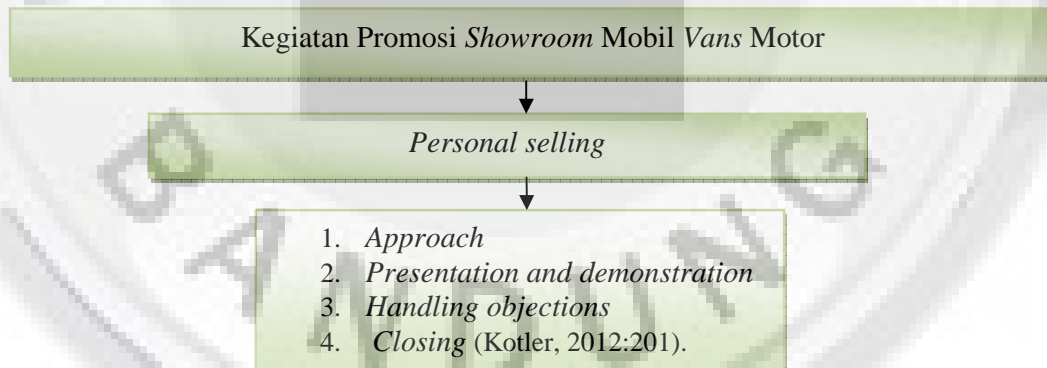 Kegiatan Promosi Showroom Mobil Vans Motor
Personal selling
1. Approach
2. Presentation and demonstration
3. Handling objections
4. Closing (Kotler, 2012:201).
BANDUNG